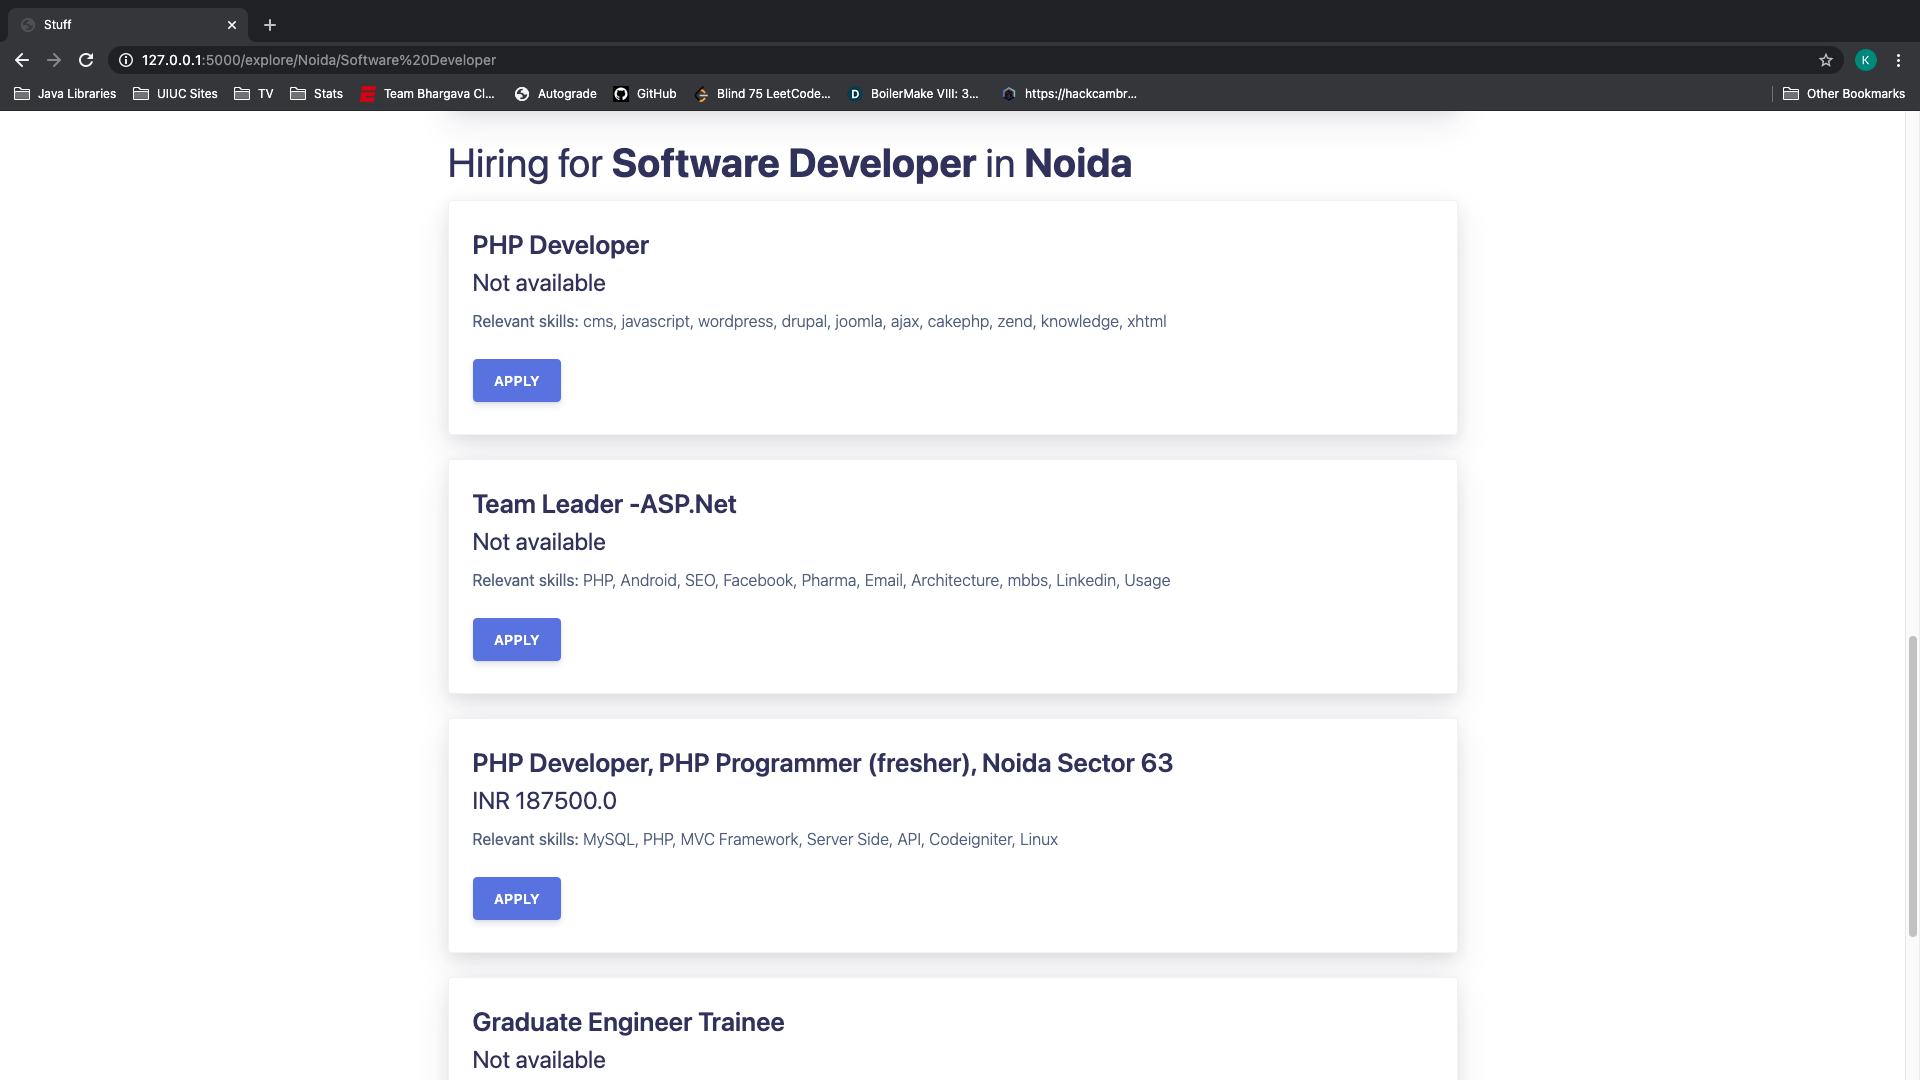 Stuff
127.0.0.1:5000/explore/Noida/Software%20Developer
K
Java Libraries UIUC Sites TV Stats Team Bhargava Cl... Autograde GitHub Blind 75 LeetCode... D BoilerMake VIII: 3... https://hackcambr... Other Bookmarks
Hiring for Software Developer in Noida
PHP Developer
Not available
Relevant skills: cms, javascript, wordpress, drupal, joomla, ajax, cakephp, zend, knowledge, xhtml
APPLY
Team Leader -ASP.Net
Not available
Relevant skills: PHP, Android, SEO, Facebook, Pharma, Email, Architecture, mbbs, Linkedin, Usage
APPLY
PHP Developer, PHP Programmer (fresher), Noida Sector 63
INR 187500.0
Relevant skills: MySQL, PHP, MVC Framework, Server Side, API, Codeigniter, Linux
APPLY
Graduate Engineer Trainee
Not available